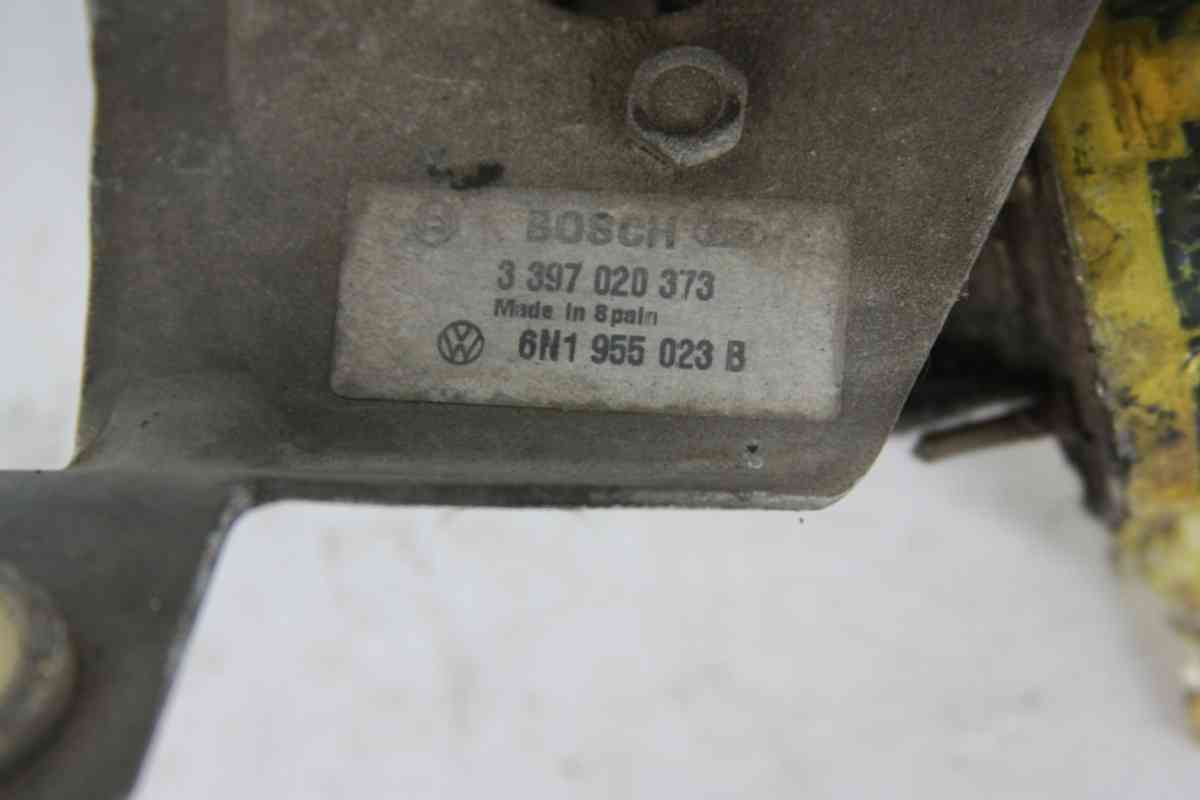 BOSCH
3 397 020 373
Made in Spain
6N1 955 023 B